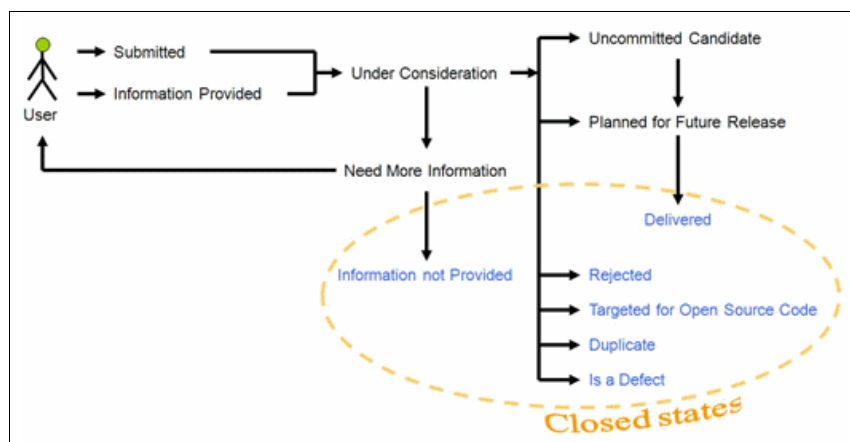 Submitted
Uncommitted Candidate
Under Consideration
Information Provided
User
Planned for Future Release
Need More Information
Delivered
Information not Provided
Rejected
Targeted for Open Source Code
Duplicate
Is a Defect
Closed states